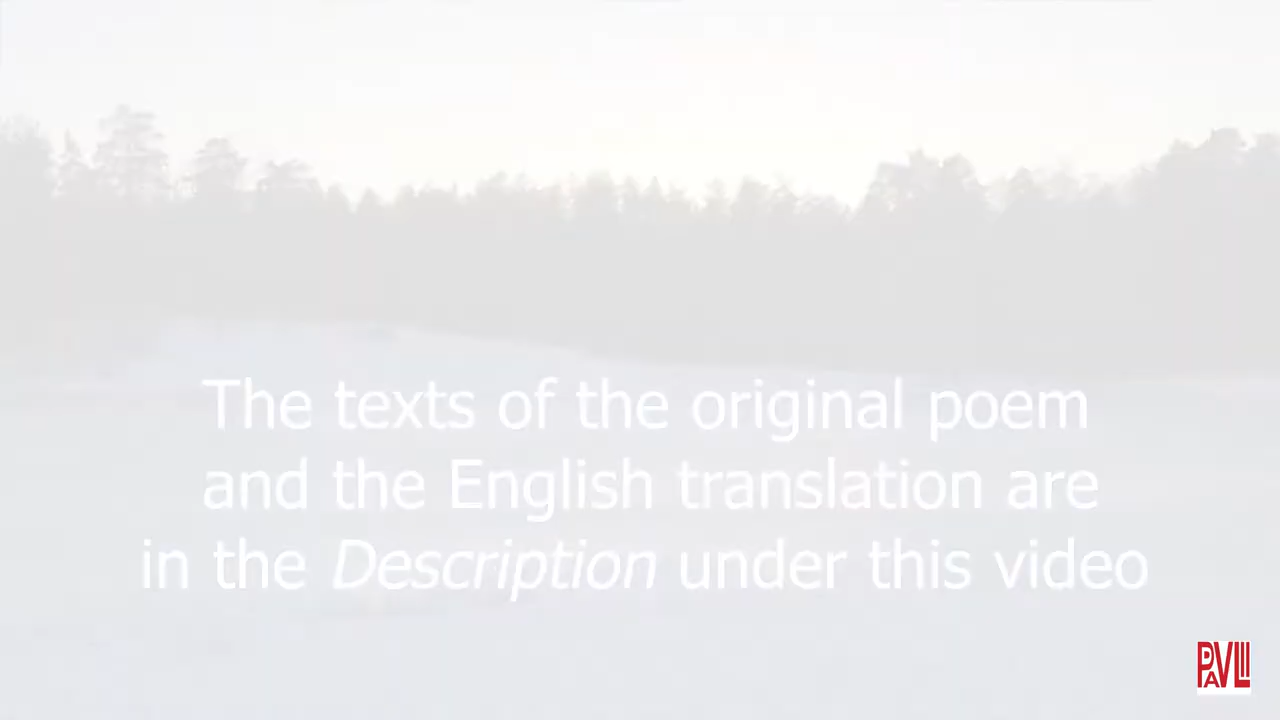 The texts of the original poem
and the English translation are
in the Description under this video